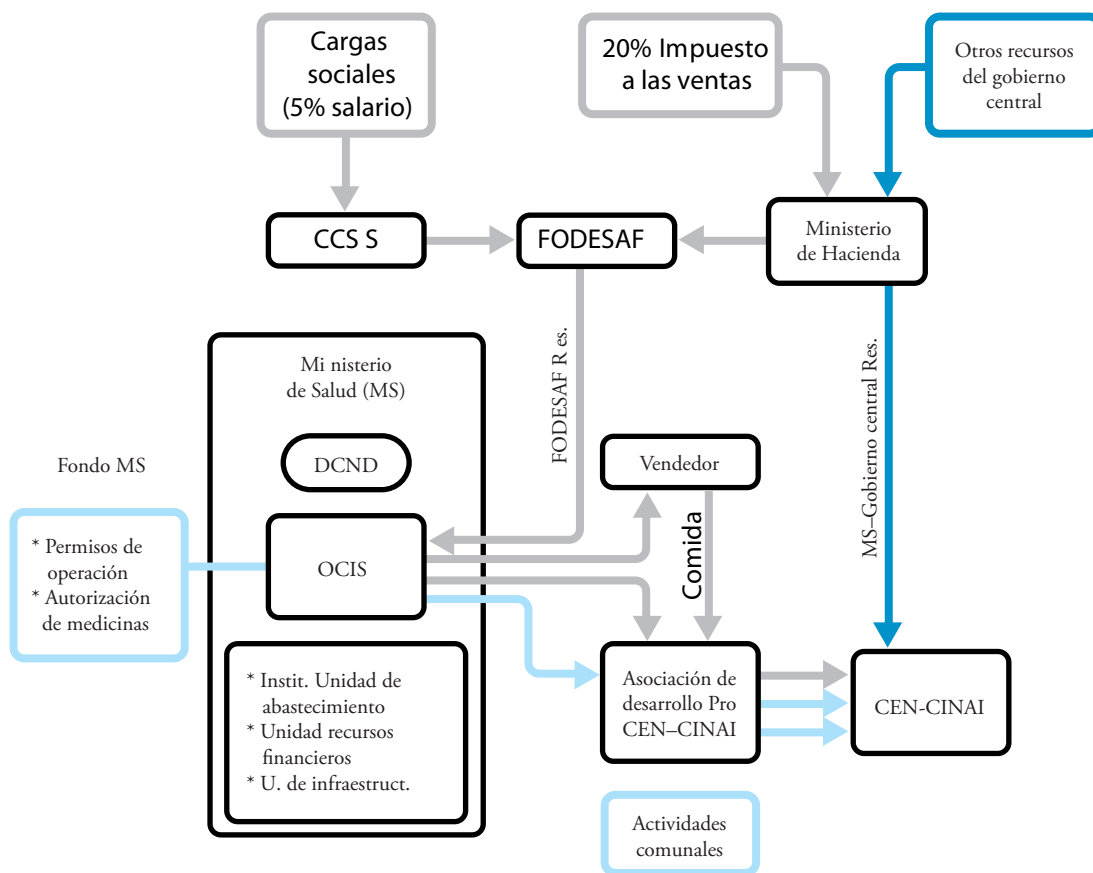 Cargas
sociales
(5% salario)
20% Impuesto
a las ventas
Otros recursos
del gobierno
central
CCS S
FODESAF
Ministerio
de Hacienda
FODESAF R es.
MS–Gobierno central Res.
Mi nisterio
de Salud (MS)
DCND
Fondo MS
* Permisos de
operación
* Autorización
de medicinas
OCIS
Vendedor
Comida
* Instit. Unidad de
abastecimiento
* Unidad recursos
financieros
* U. de infraestruct.
Asociación de
desarrollo Pro
CEN–CINAI
CEN-CINAI
Actividades
comunales